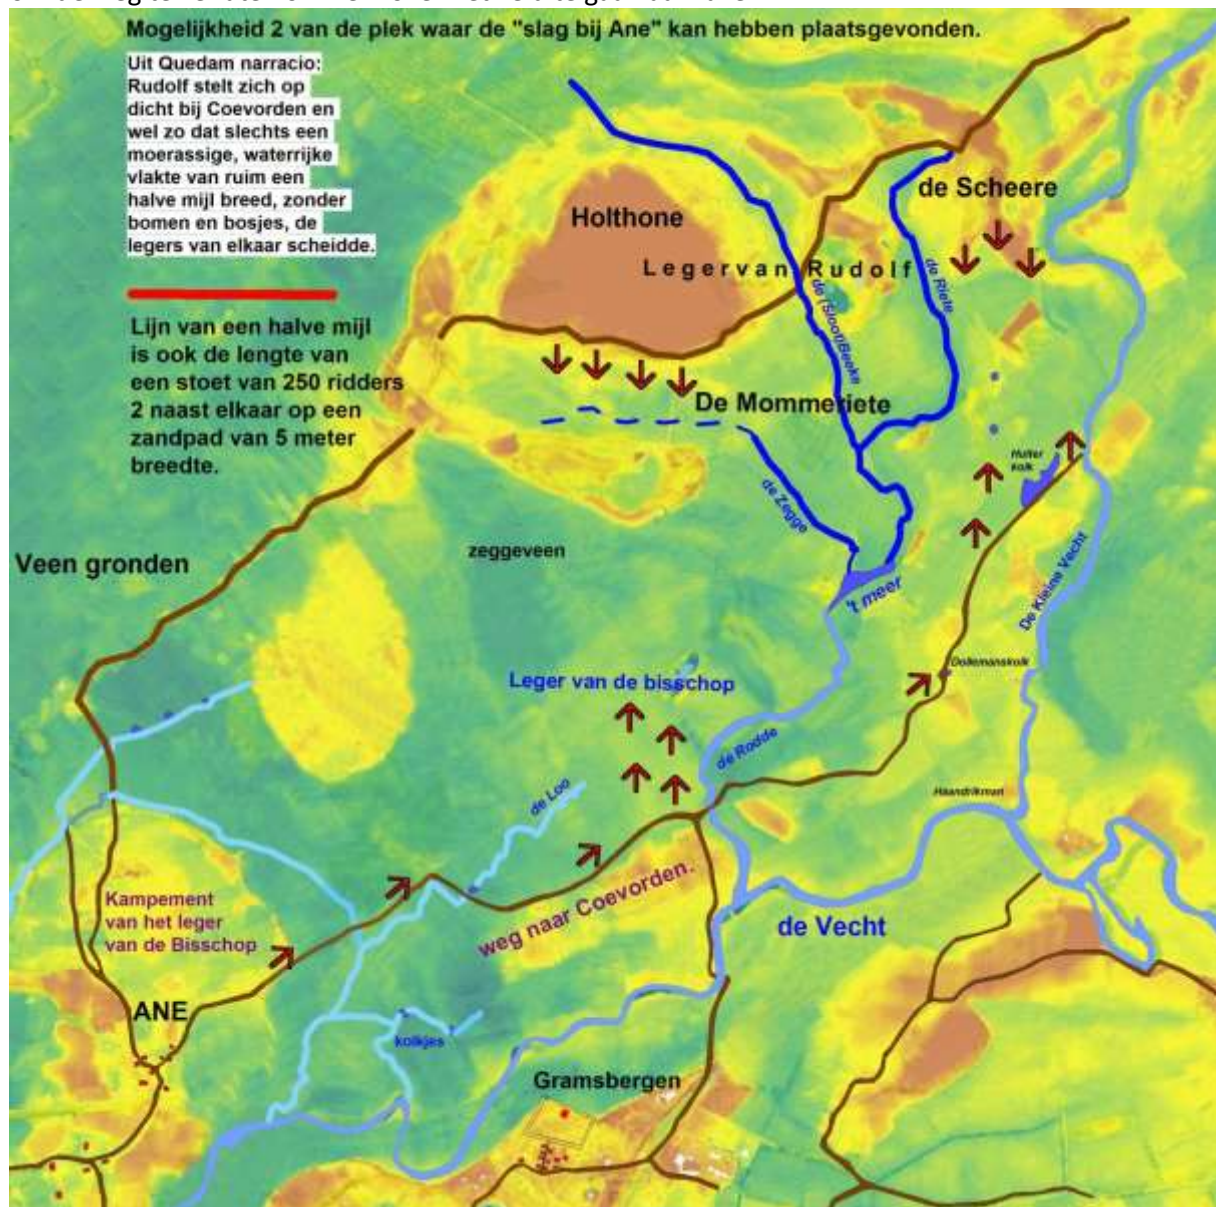 Mogelijkheid 2 van de plek waar de "slag bij Ane" kan hebben plaatsgevonden.
Uit Quedam narracio:
Rudolf stelt zich op
dicht bij Coevorden en
wel zo dat slechts een
moerassige, waterrijke
vlakte van ruim een
halve mijl breed, zonder
bomen en bosjes, de
legers van elkaar scheidde.
Lijn van een halve mijl
is ook de lengte van
een stoet van 250 ridders
2 naast elkaar op een
zandpad van 5 meter
breedte.
Holthone
de Scheere
Leger van Rudolf
de (Sloot)Beeke
de Riete
De Mommeriete
de Zegge
Holter
kolk
zeggeveen
Veen gronden
't meer
De Kleine Vecht
Dollemanskolk
Leger van de bisschop
de Rodde
de Loo
Haandrikman
Kampement
van het leger
van de Bisschop
weg naar Coevorden.
de Vecht
ANE
kolkjes
Gramsbergen